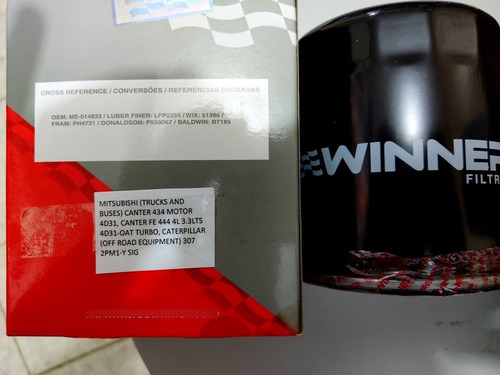 CROSS REFERENCE / CONVERSÕES / REFERENCIAS CRUZADAS
OEM: ME-014833 / LUBER FINER: LFP2255 / WIX: 51386 /
FRAM: PH4731 / DONALDSON: P550067 / BALDWIN: B7189
MITSUBISHI (TRUCKS AND
BUSES) CANTER 434 MOTOR
4D31, CANTER FE 444 4L 3.3LTS
4D31-OAT TURBO, CATERPILLAR
(OFF ROAD EQUIPMENT) 307
2PM1-Y SIG
WINNER
FILTR